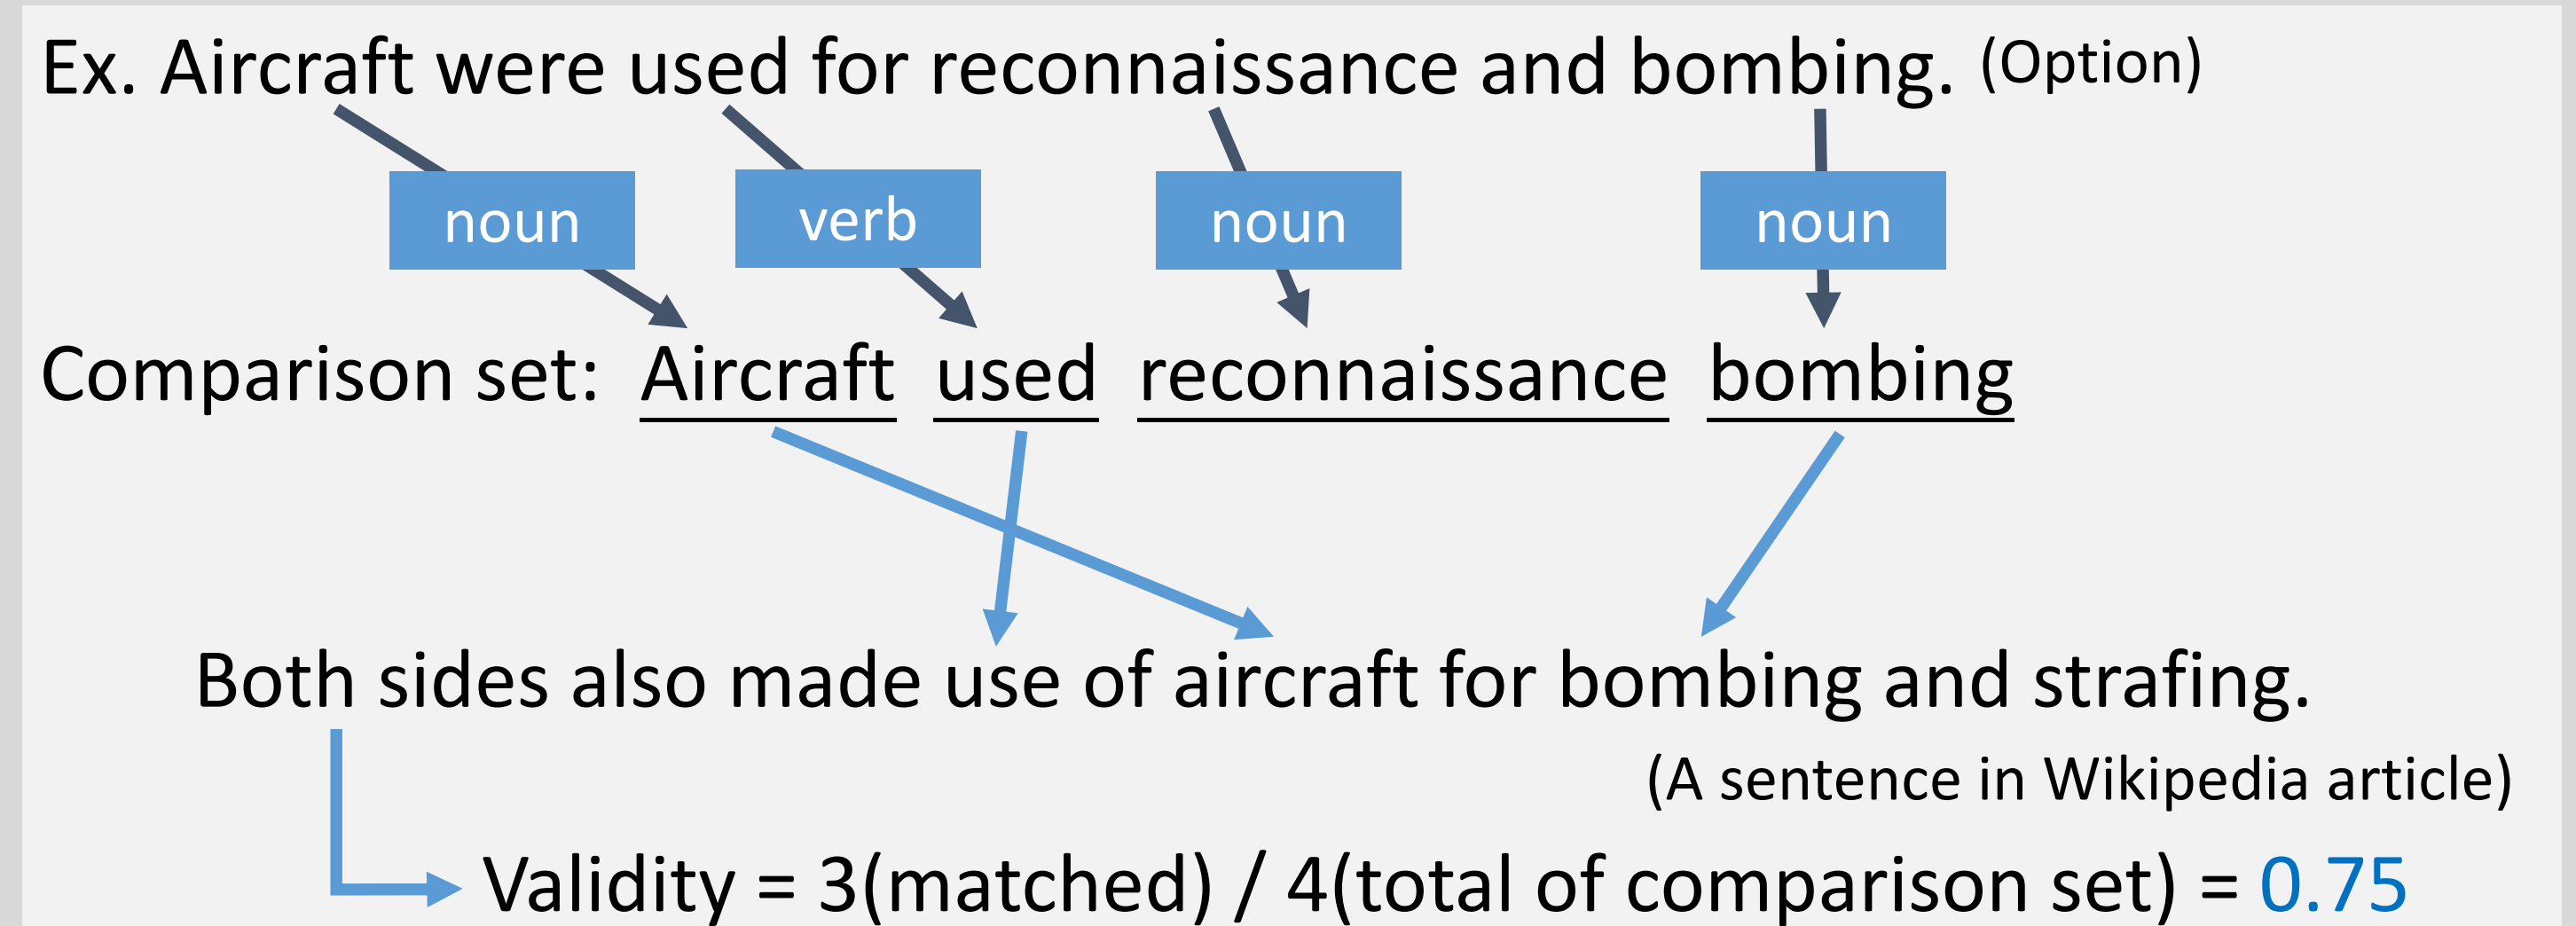 Ex. Aircraft were used for reconnaissance and bombing. (Option)
noun verb noun noun
Comparison set: Aircraft used reconnaissance bombing
Both sides also made use of aircraft for bombing and strafing.
(A sentence in Wikipedia article)
Validity = 3(matched) / 4(total of comparison set) = 0.75